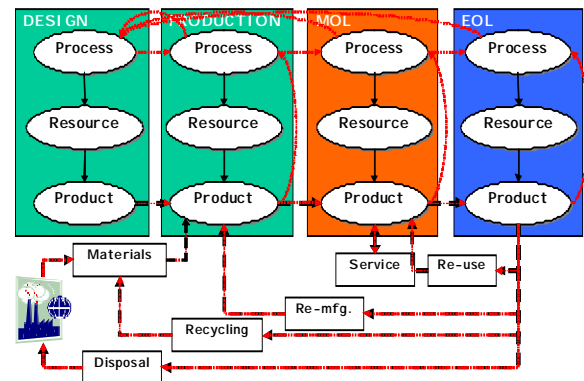 DESIGN
PRODUCTION
MOL
EOL
Process
Process
Process
Process
Resource
Resource
Resource
Resource
Product
Product
Product
Product
Materials
Service
Re-use
Re-mfg.
Recycling
Disposal